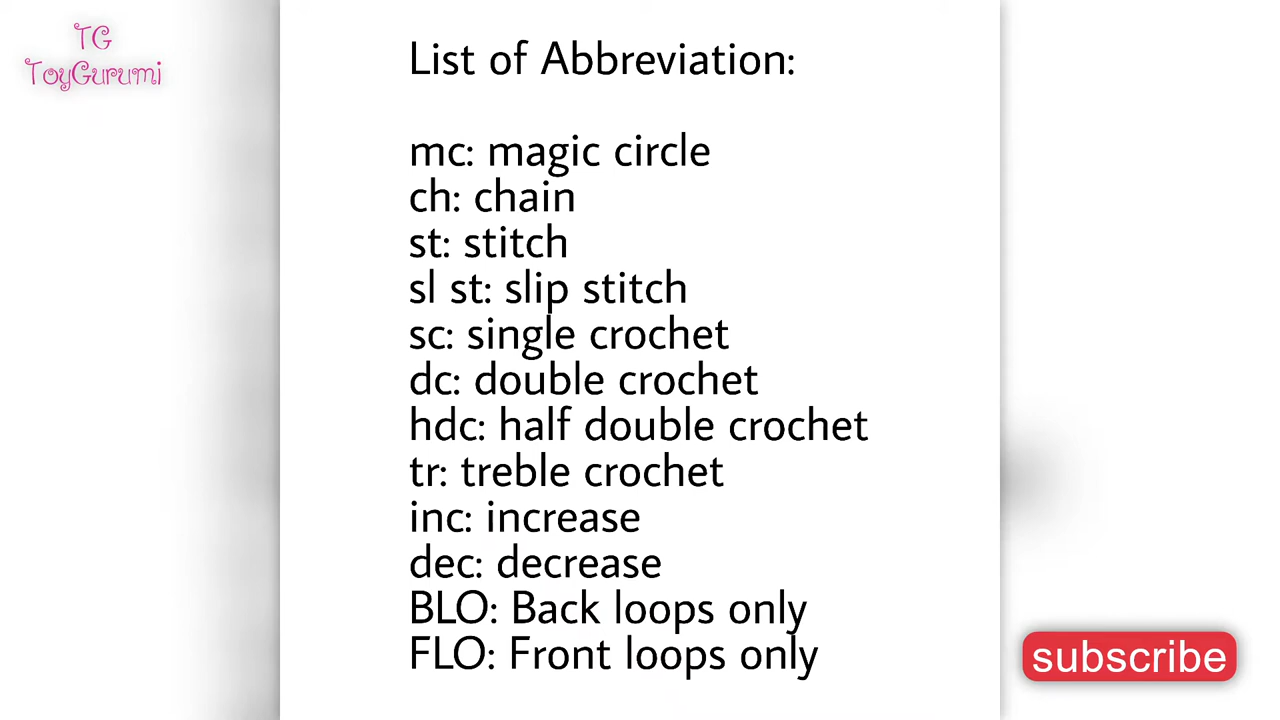 TG
ToyGurumi
List of Abbreviation:
mc: magic circle
ch: chain
st: stitch
sl st: slip stitch
sc: single crochet
dc: double crochet
hdc: half double crochet
tr: treble crochet
inc: increase
dec: decrease
BLO: Back loops only
FLO: Front loops only
subscribe